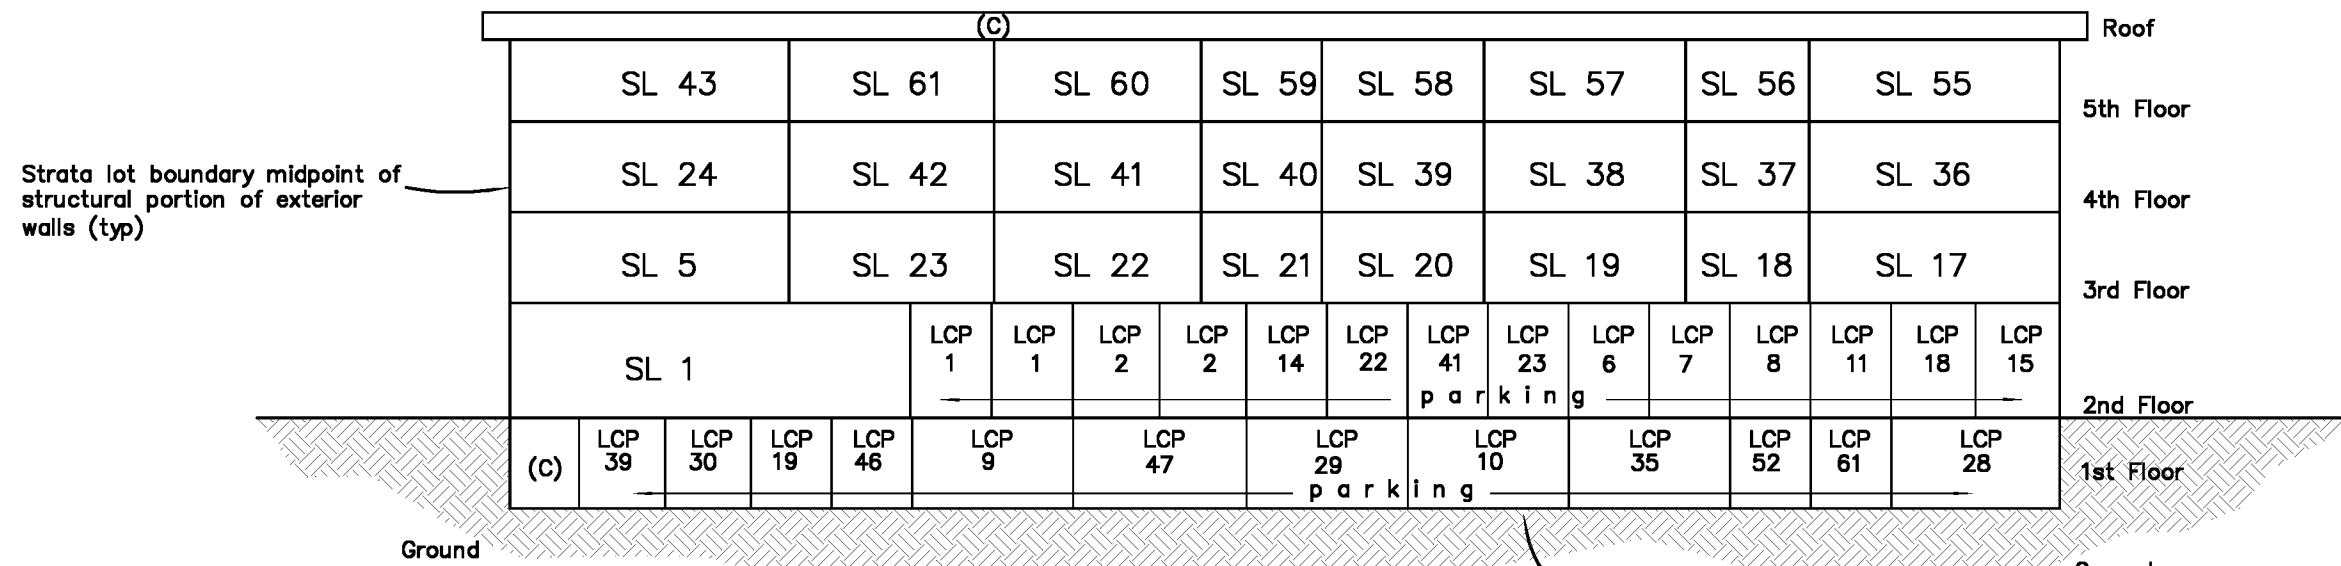 (C) Roof
SL 43 SL 61 SL 60 SL 59 SL 58 SL 57 SL 56 SL 55
5th Floor
Strata lot boundary midpoint of
structural portion of exterior
walls (typ)
SL 24 SL 42 SL 41 SL 40 SL 39 SL 38 SL 37 SL 36
4th Floor
SL 5 SL 23 SL 22 SL 21 SL 20 SL 19 SL 18 SL 17
3rd Floor
SL 1
LCP LCP LCP LCP LCP LCP LCP LCP LCP LCP LCP LCP LCP LCP
1 1 2 2 14 22 41 23 6 7 8 11 18 15
parking
2nd Floor
(C)
LCP LCP LCP LCP LCP LCP LCP LCP LCP LCP LCP LCP
39 30 19 46 9 47 29 10 35 52 61 28
parking
1st Floor
Ground